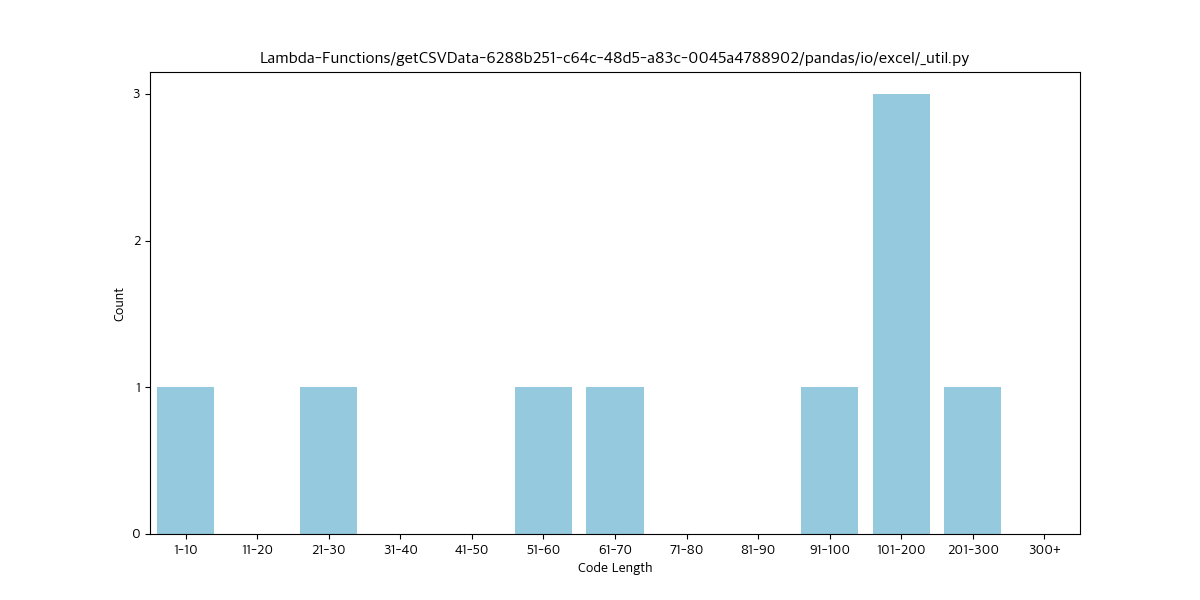 Lambda-Functions/getCSVData-6288b251-c64c-48d5-a83c-0045a4788902/pandas/io/excel/_util.py
3
2
1
0
Count
1-10 11-20 21-30 31-40 41-50 51-60 61-70 71-80 81-90 91-100 101-200 201-300 300+
Code Length